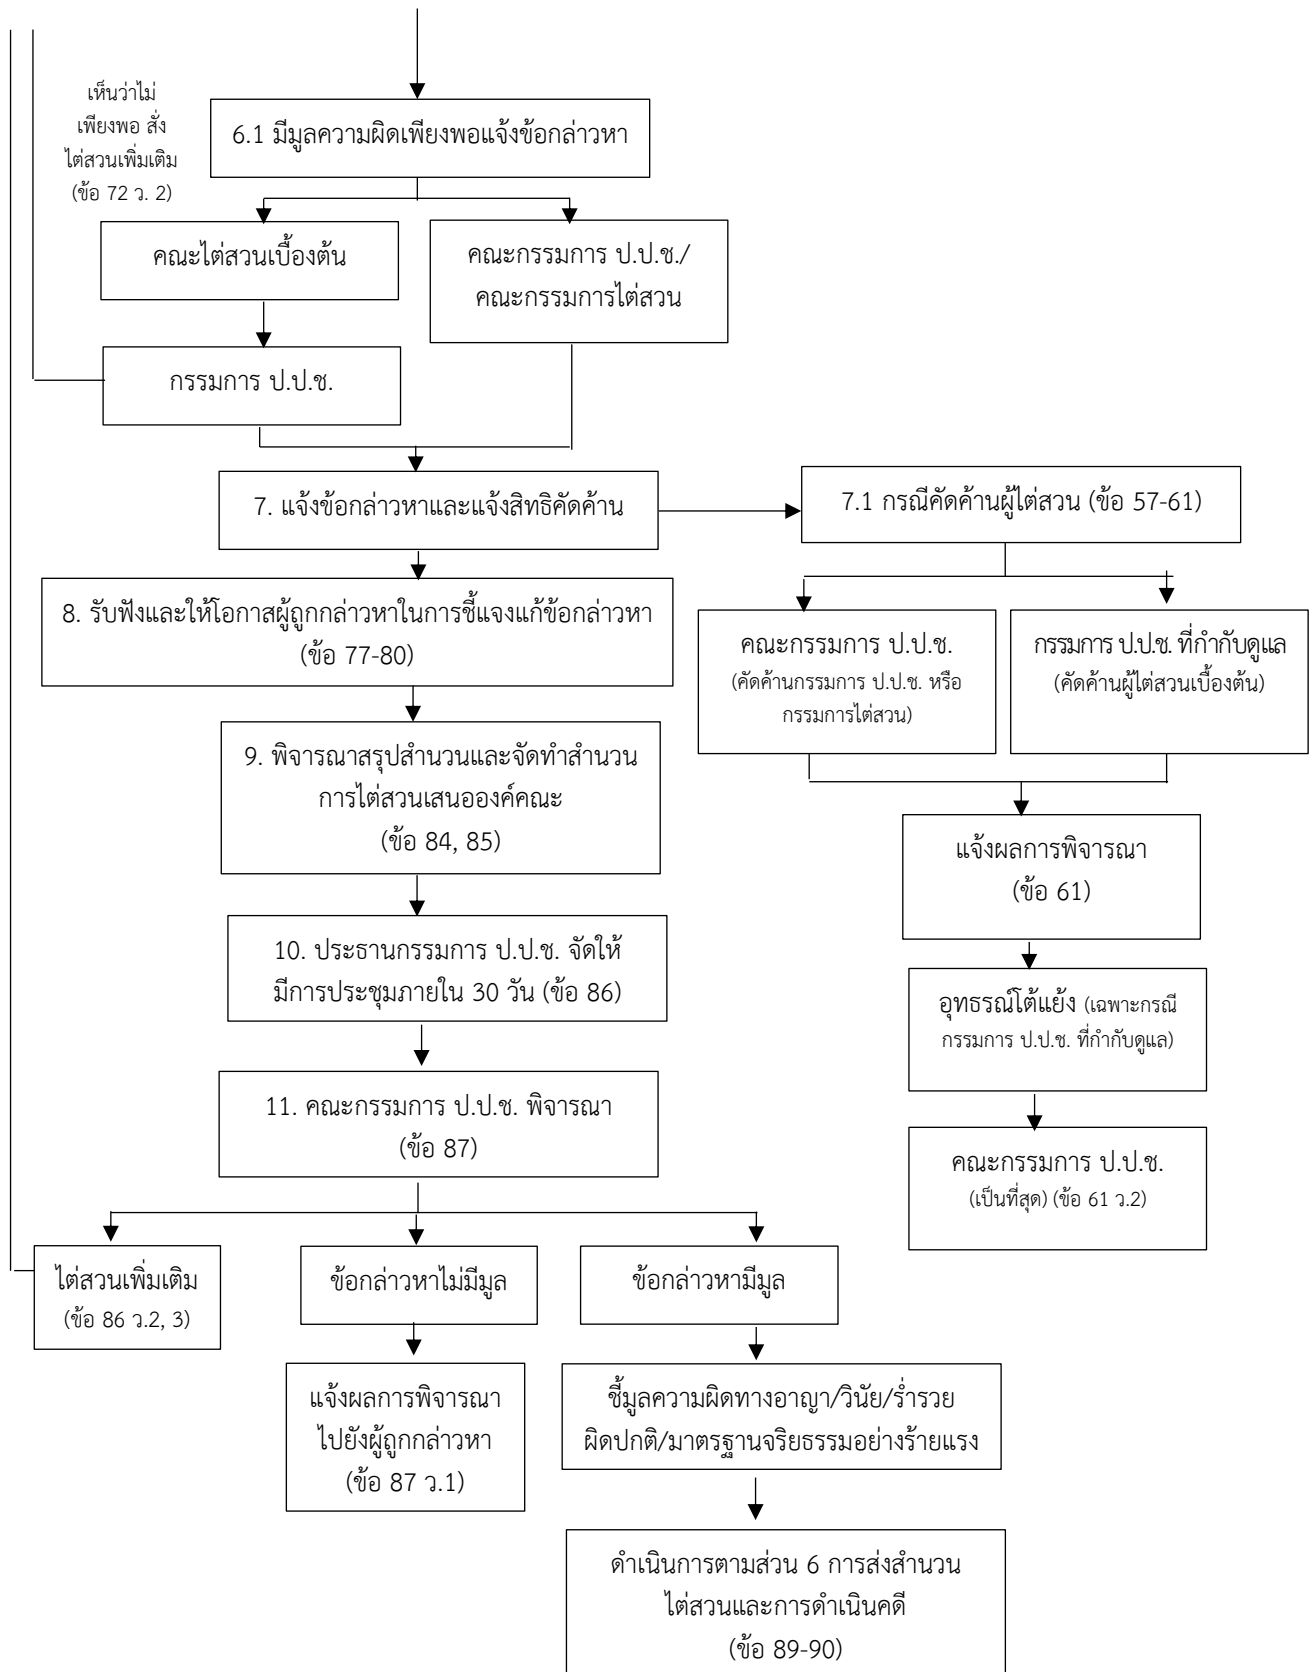 เห็นว่าไม่
เพียงพอ สั่ง
ไต่สวนเพิ่มเติม
(ข้อ 72 ว. 2)
6.1 มีมูลความผิดเพียงพอแจ้งข้อกล่าวหา
คณะไต่สวนเบื้องต้น
คณะกรรมการ ป.ป.ช./
คณะกรรมการไต่สวน
กรรมการ ป.ป.ช.
7. แจ้งข้อกล่าวหาและแจ้งสิทธิคัดค้าน
7.1 กรณีคัดค้านผู้ไต่สวน (ข้อ 57-61)
8. รับฟังและให้โอกาสผู้ถูกกล่าวหาในการชี้แจงแก้ข้อกล่าวหา
(ข้อ 77-80)
คณะกรรมการ ป.ป.ช.
(คัดค้านกรรมการ ป.ป.ช. หรือ
กรรมการไต่สวน)
กรรมการ ป.ป.ช. ที่กำกับดูแล
(คัดค้านผู้ไต่สวนเบื้องต้น)
9. พิจารณาสรุปสำนวนและจัดทำสำนวน
การไต่สวนเสนอองค์คณะ
(ข้อ 84, 85)
แจ้งผลการพิจารณา
(ข้อ 61)
10. ประธานกรรมการ ป.ป.ช. จัดให้
มีการประชุมภายใน 30 วัน (ข้อ 86)
อุทธรณ์โต้แย้ง (เฉพาะกรณี
กรรมการ ป.ป.ช. ที่กำกับดูแล)
11. คณะกรรมการ ป.ป.ช. พิจารณา
(ข้อ 87)
คณะกรรมการ ป.ป.ช.
(เป็นที่สุด) (ข้อ 61 ว.2)
ไต่สวนเพิ่มเติม
(ข้อ 86 ว.2, 3)
ข้อกล่าวหาไม่มีมูล
ข้อกล่าวหามีมูล
แจ้งผลการพิจารณา
ไปยังผู้ถูกกล่าวหา
(ข้อ 87 ว.1)
ชี้มูลความผิดทางอาญา/วินัย/ร่ำรวย
ผิดปกติ/มาตรฐานจริยธรรมอย่างร้ายแรง
ดำเนินการตามส่วน 6 การส่งสำนวน
ไต่สวนและการดำเนินคดี
(ข้อ 89-90)